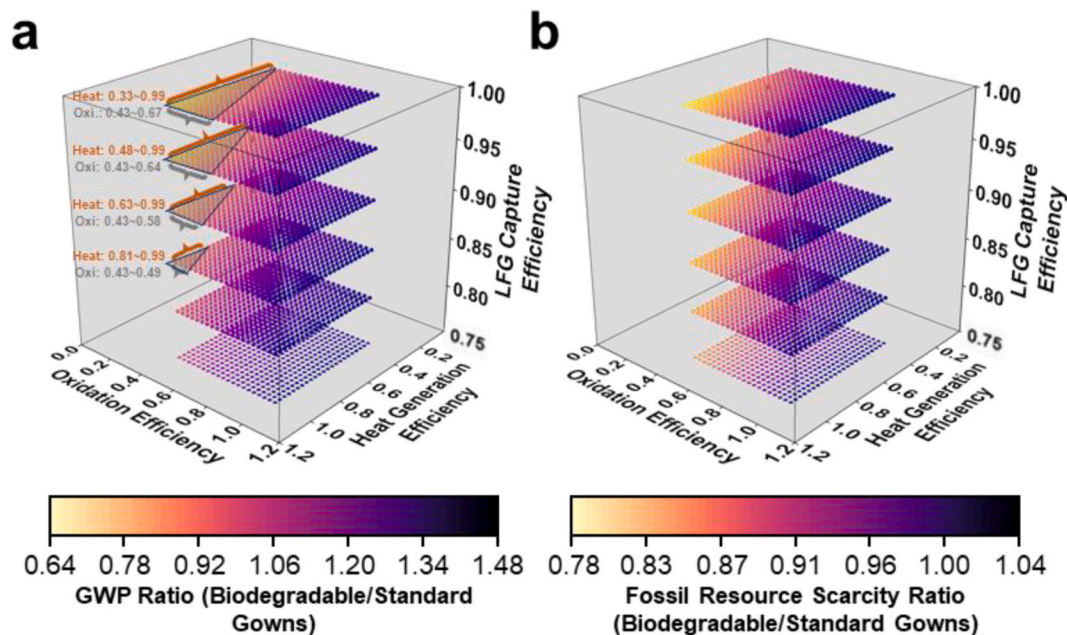 a
Heat: 0.33~0.99
Oxi.: 0.43~0.67
Heat: 0.48~0.99
Oxi: 0.43~0.64
Heat: 0.63~0.99
Oxi: 0.43~0.58
Heat: 0.81~0.99
Oxi: 0.43~0.49
1.00
0.95
0.90
0.85
0.80
0.75
LFG Capture
Efficiency
0.0
0.2
0.4
0.6
0.8
1.0
1.2
Oxidation Efficiency
0.2
0.4
0.6
0.8
1.0
1.2
Heat Generation
Efficiency
0.64 0.78 0.92 1.06 1.20 1.34 1.48
GWP Ratio (Biodegradable/Standard
Gowns)
b
1.00
0.95
0.90
0.85
0.80
0.75
LFG Capture
Efficiency
0.0
0.2
0.4
0.6
0.8
1.0
1.2
Oxidation Efficiency
0.2
0.4
0.6
0.8
1.0
1.2
Heat Generation
Efficiency
0.78 0.83 0.87 0.91 0.96 1.00 1.04
Fossil Resource Scarcity Ratio
(Biodegradable/Standard Gowns)